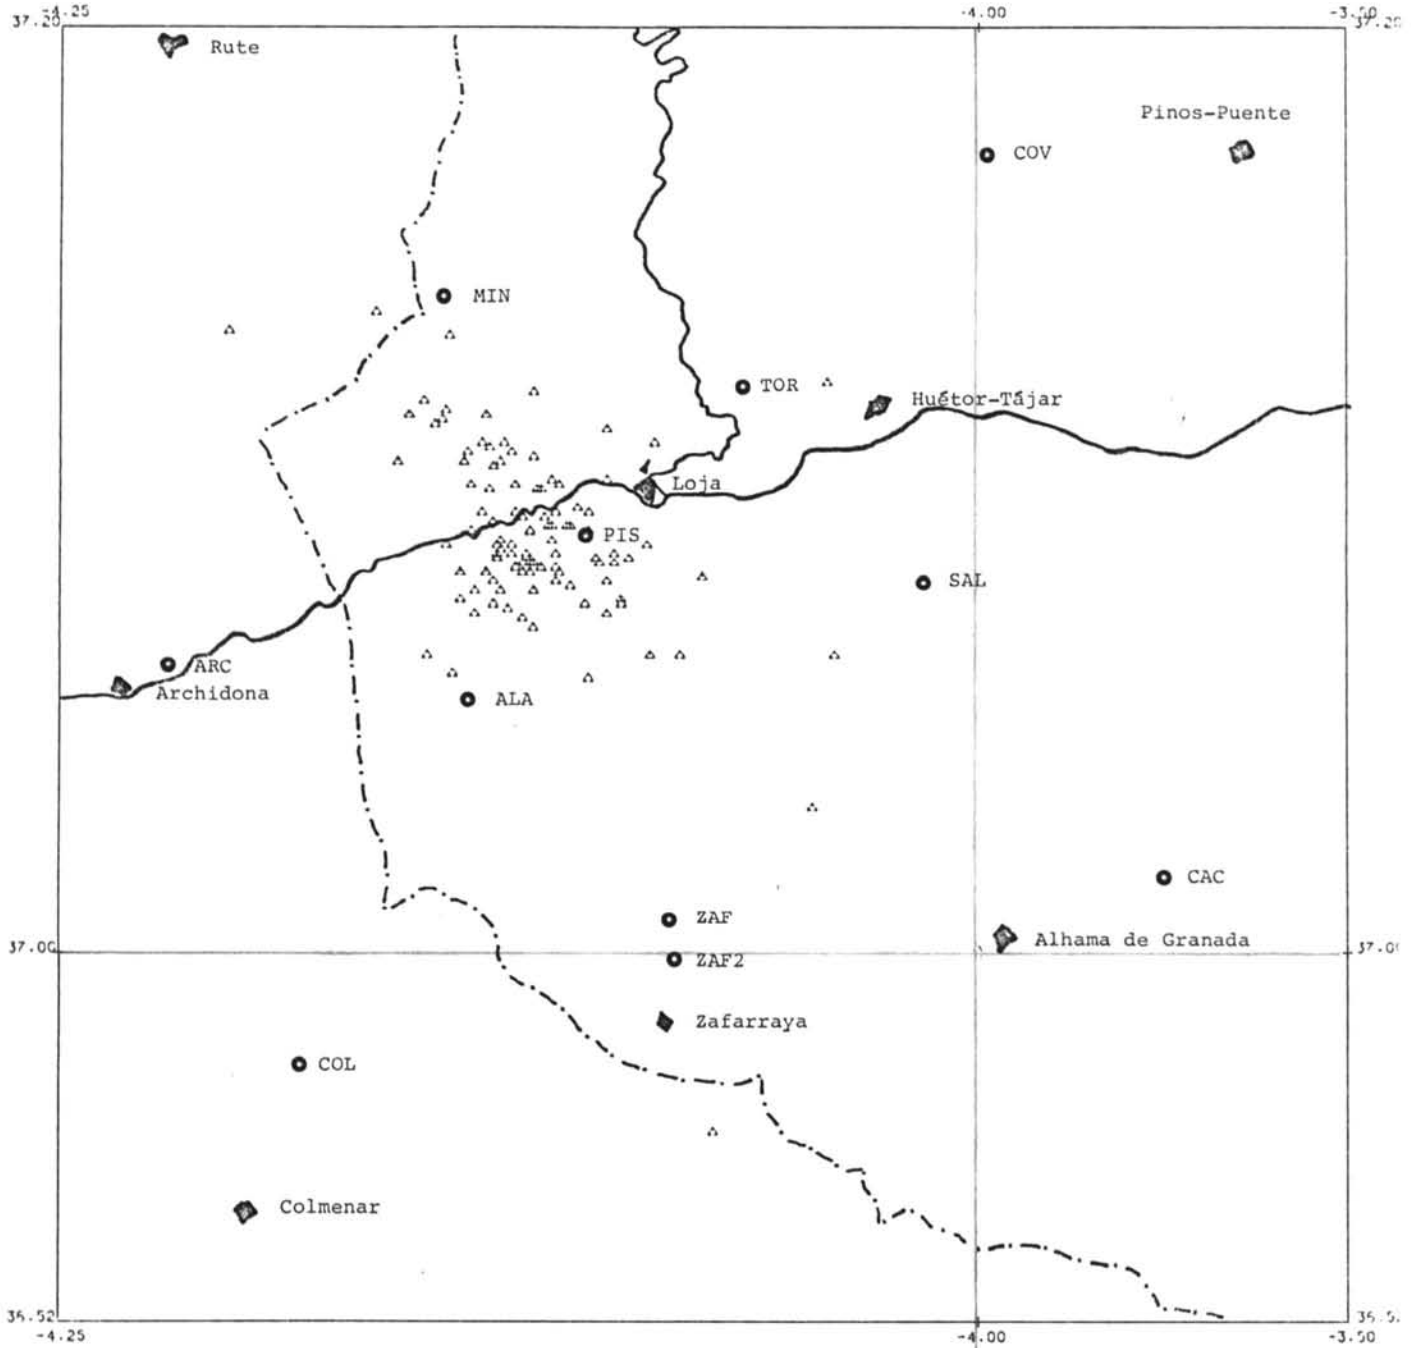 -4.25
-4.00
-3.50
37.20
Rute
Pinos-Puente
COV
MIN
TOR
Huétor-Tájar
Loja
PIS
SAL
ARC
Archidona
ALA
CAC
ZAF
Alhama de Granada
37.00
ZAF2
Zafarraya
COL
Colmenar
36.52
-4.25
-4.00
-3.50